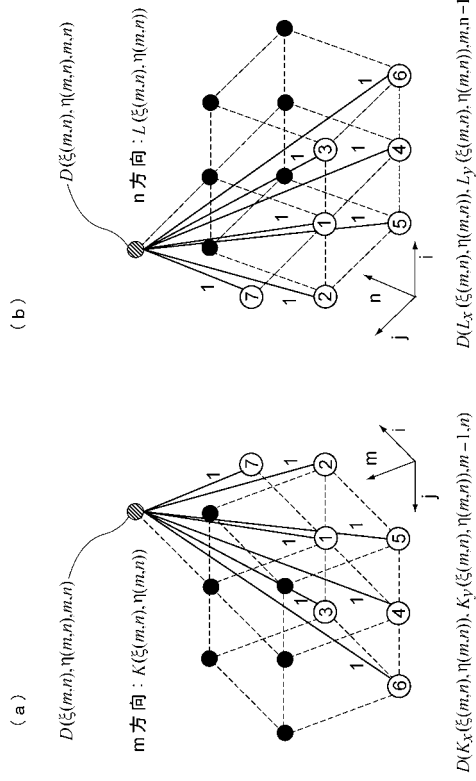 (a)
D(ξ(m,n), η(m,n),m,n)
m 方向 : K(ξ(m,n), η(m,n))
1
1
1
1
1
1
1
7
2
1
3
5
4
6
m
i
j
D(Kx(ξ(m,n), η(m,n)), Ky(ξ(m,n), η(m,n)),m−1,n)
(b)
D(ξ(m,n), η(m,n),m,n)
n 方向 : L(ξ(m,n), η(m,n))
1
1
1
1
1
1
1
7
2
1
3
5
4
6
n
j
i
D(Lx(ξ(m,n), η(m,n)), Ly(ξ(m,n), η(m,n)),m,n−1